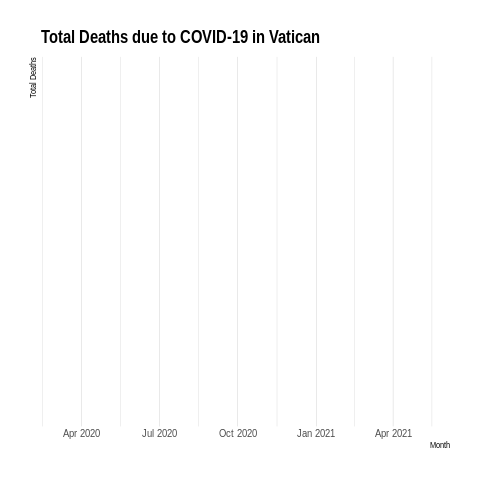 Total Deaths due to COVID-19 in Vatican
Total Deaths
Apr 2020
Jul 2020
Oct 2020
Jan 2021
Apr 2021
Month